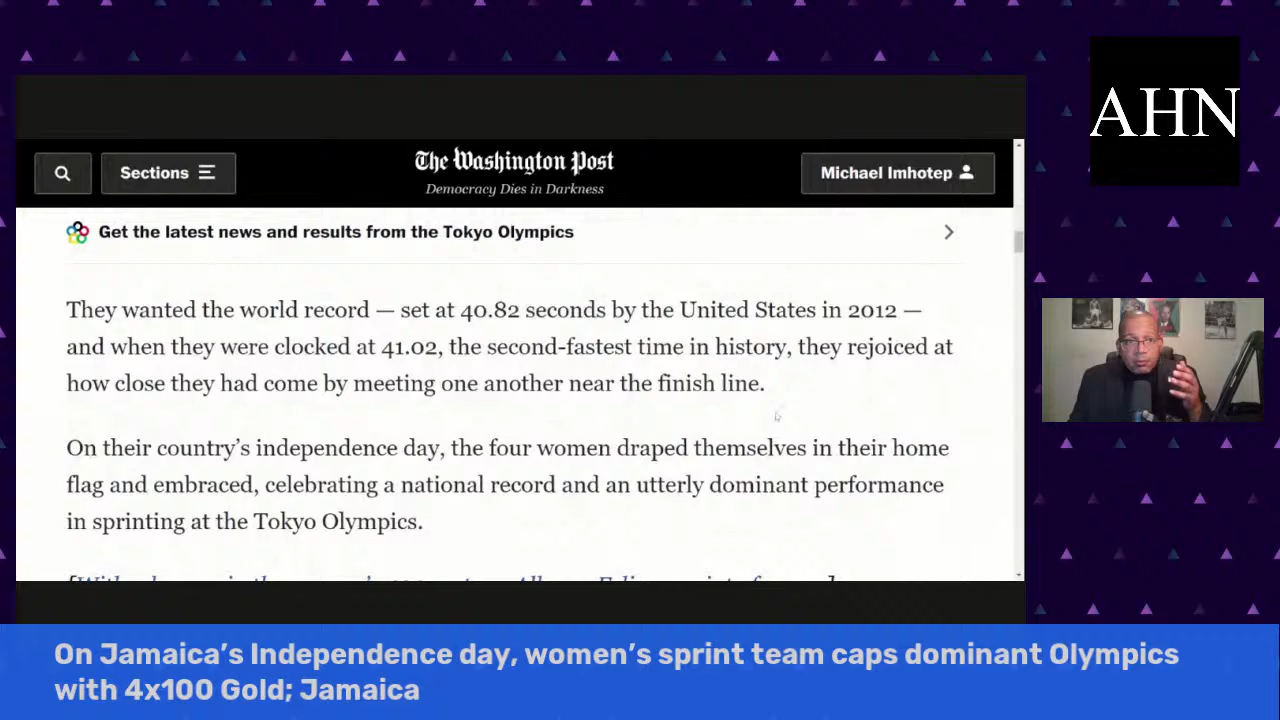 AHN
Sections
The Washington Post
Democracy Dies in Darkness
Michael Imhotep
Get the latest news and results from the Tokyo Olympics
They wanted the world record — set at 40.82 seconds by the United States in 2012 —
and when they were clocked at 41.02, the second-fastest time in history, they rejoiced at
how close they had come by meeting one another near the finish line.
On their country's independence day, the four women draped themselves in their home
flag and embraced, celebrating a national record and an utterly dominant performance
in sprinting at the Tokyo Olympics.
On Jamaica's Independence day, women's sprint team caps dominant Olympics
with 4x100 Gold; Jamaica